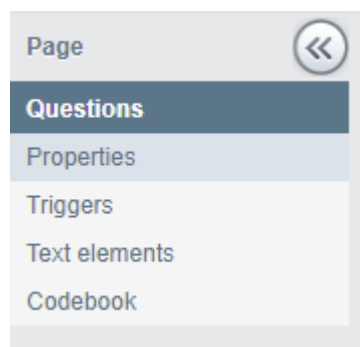 Page
Questions
Properties
Triggers
Text elements
Codebook